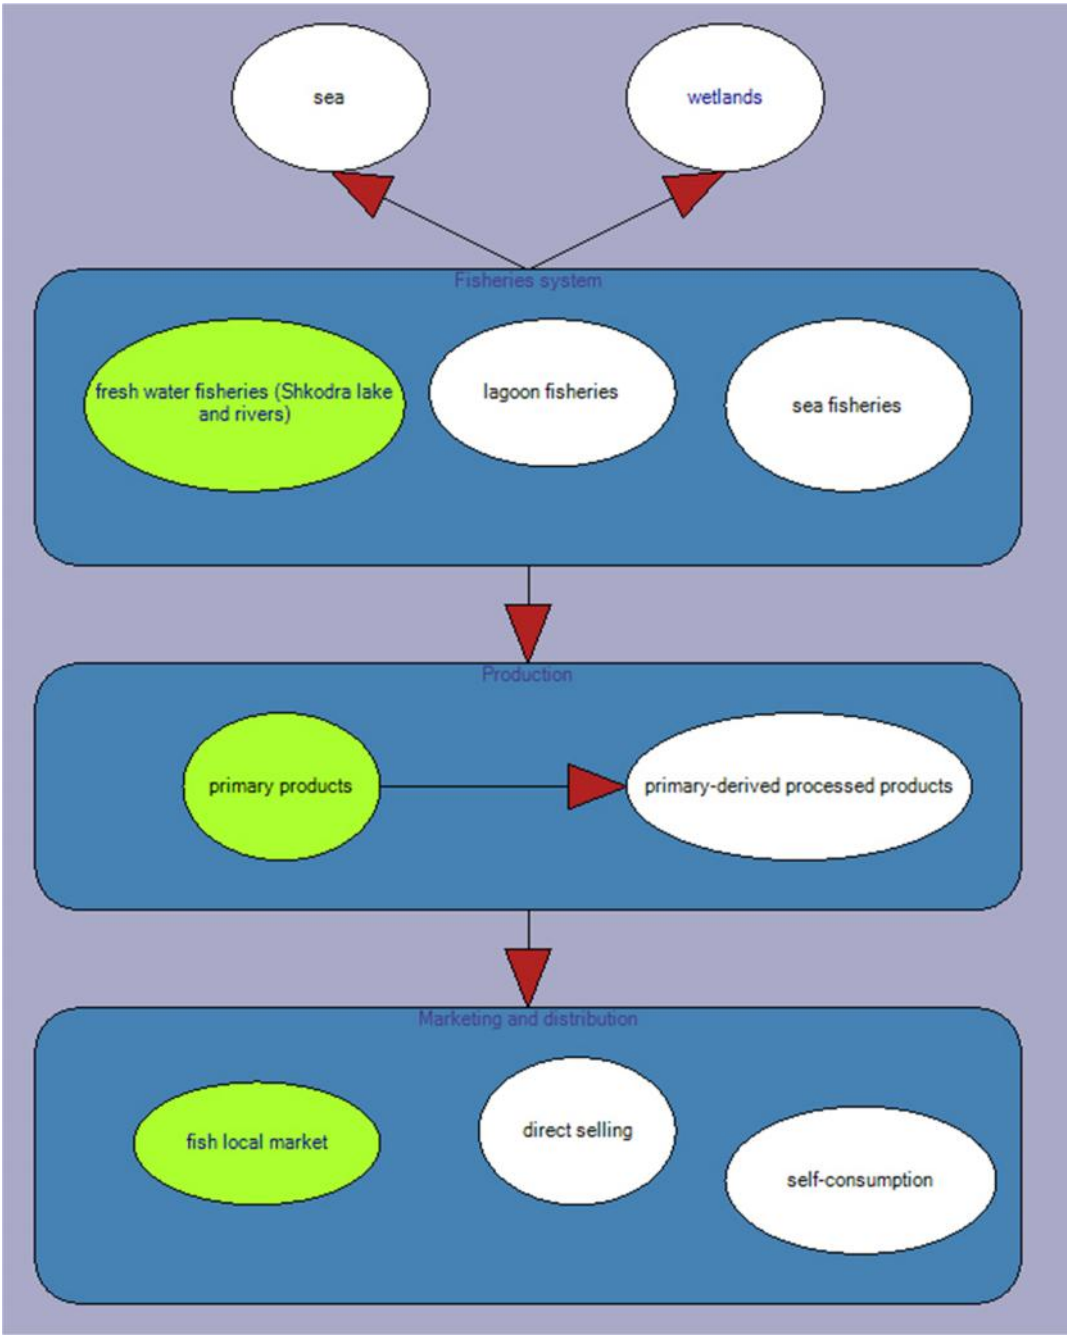 sea
wetlands
Fisheries system
fresh water fisheries (Shkodra lake
and rivers)
lagoon fisheries
sea fisheries
Production
primary products
primary-derived processed products
Marketing and distribution
fish local market
direct selling
self-consumption